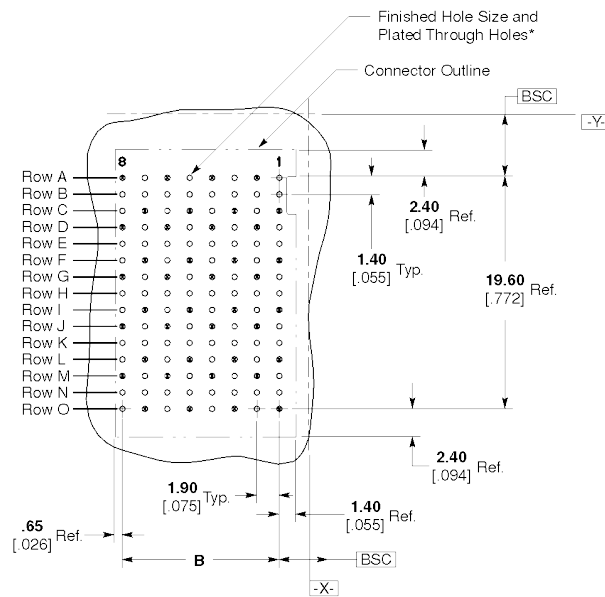 Finished Hole Size and
Plated Through Holes*
Connector Outline
BSC
-Y-
8
1
Row A
Row B
Row C
Row D
Row E
Row F
Row G
Row H
Row I
Row J
Row K
Row L
Row M
Row N
Row O
2.40
[.094] Ref.
1.40
[.055] Typ.
19.60
[.772] Ref.
2.40
[.094] Ref.
1.90
[.075] Typ.
1.40
[.055] Ref.
.65
[.026] Ref.
B
BSC
-X-